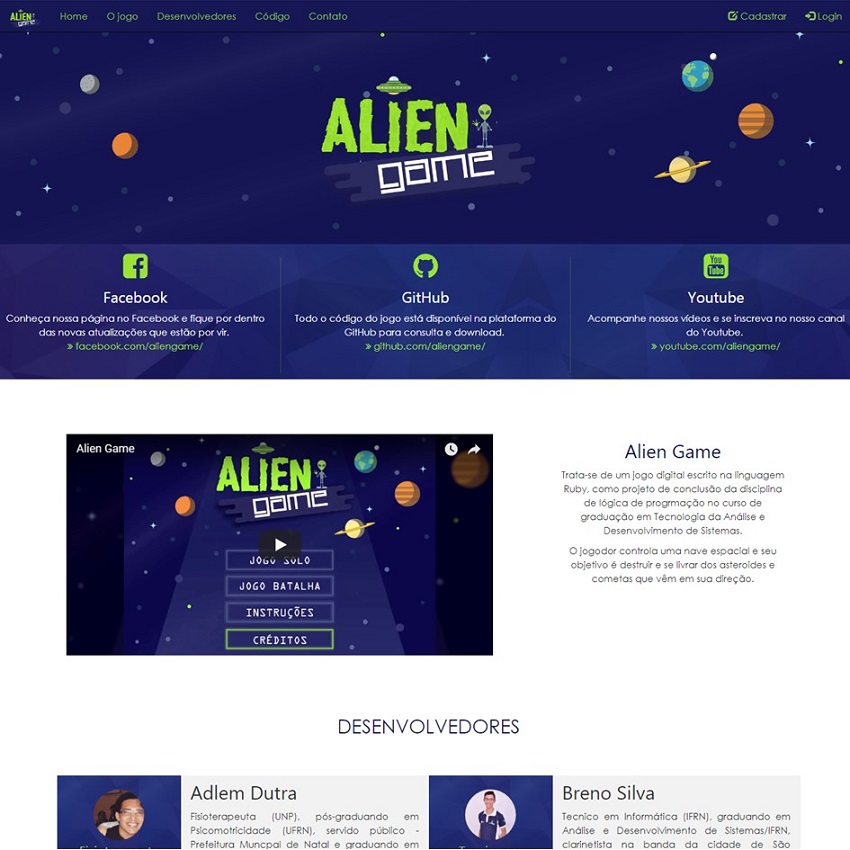 ALIEN
game
Home
O jogo
Desenvolvedores
Código
Contato
Cadastrar
Login
ALIEN
game
Facebook
Conheça nossa página no Facebook e fique por dentro
das novas atualizações que estão por vir.
» facebook.com/aliengame/
GitHub
Todo o código do jogo está disponível na plataforma do
GitHub para consulta e download.
» github.com/aliengame/
You
Tube
Youtube
Acompanhe nossos vídeos e se inscreva no nosso canal
do Youtube.
» youtube.com/aliengame/
Alien Game
ALIEN
game
JOGO SOLO
JOGO BATALHA
INSTRUÇÕES
CRÉDITOS
Alien Game
Trata-se de um jogo digital escrito na linguagem
Ruby, como projeto de conclusão da disciplina
de lógica de progrmação no curso de
graduação em Tecnologia da Análise e
Desenvolvimento de Sistemas.
O jogodor controla uma nave espacial e seu
objetivo é destruir e se livrar dos asteroides e
cometas que vêm em sua direção.
DESENVOLVEDORES
Adlem Dutra
Fisioterapeuta (UNP), pós-graduando em
Psicomotricidade (UFRN), servido público -
Prefeitura Muncpal de Natal e graduando em
Breno Silva
Tecnico em Informática (IFRN), graduando em
Análise e Desenvolvimento de Sistemas/IFRN,
clarinetista na banda da cidade de São